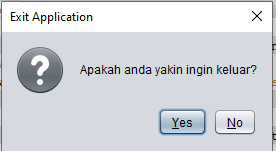 Exit Application
Apakah anda yakin ingin keluar?
Yes No